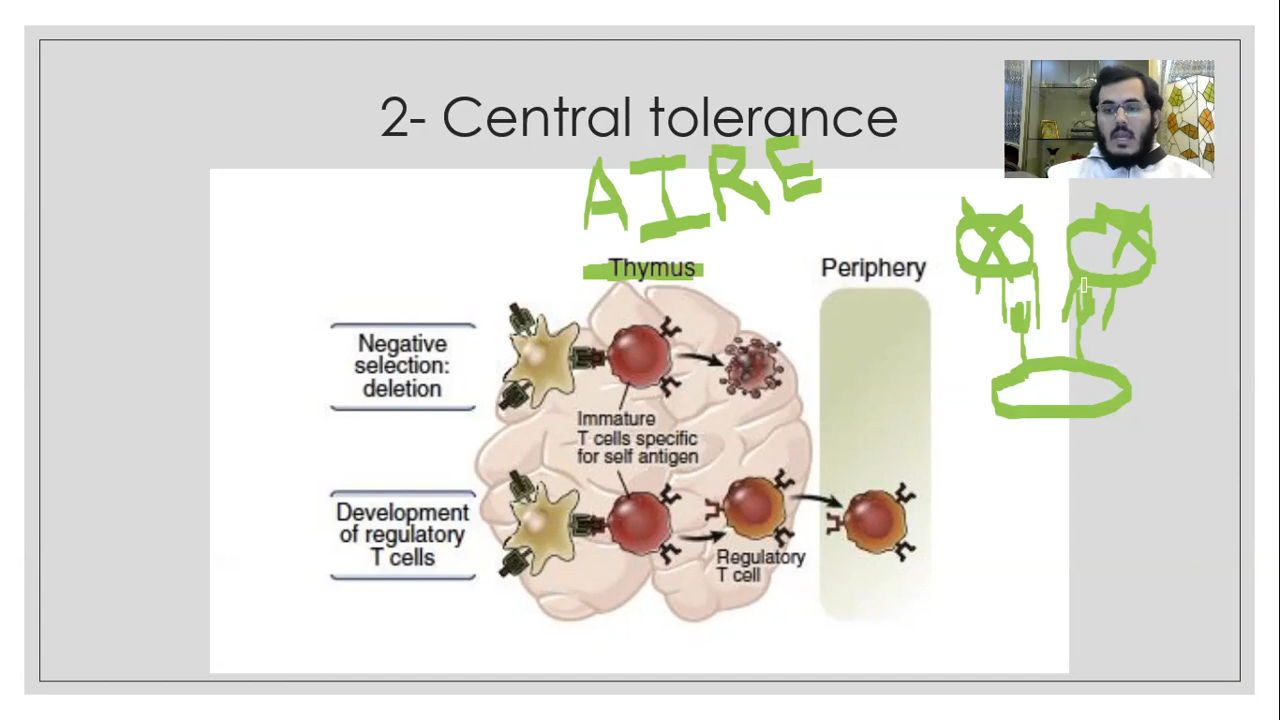 2- Central tolerance
AIRE
Thymus
Periphery
Negative
selection:
deletion
Immature
T cells specific
for self antigen
Development
of regulatory
T cells
Regulatory
T cell